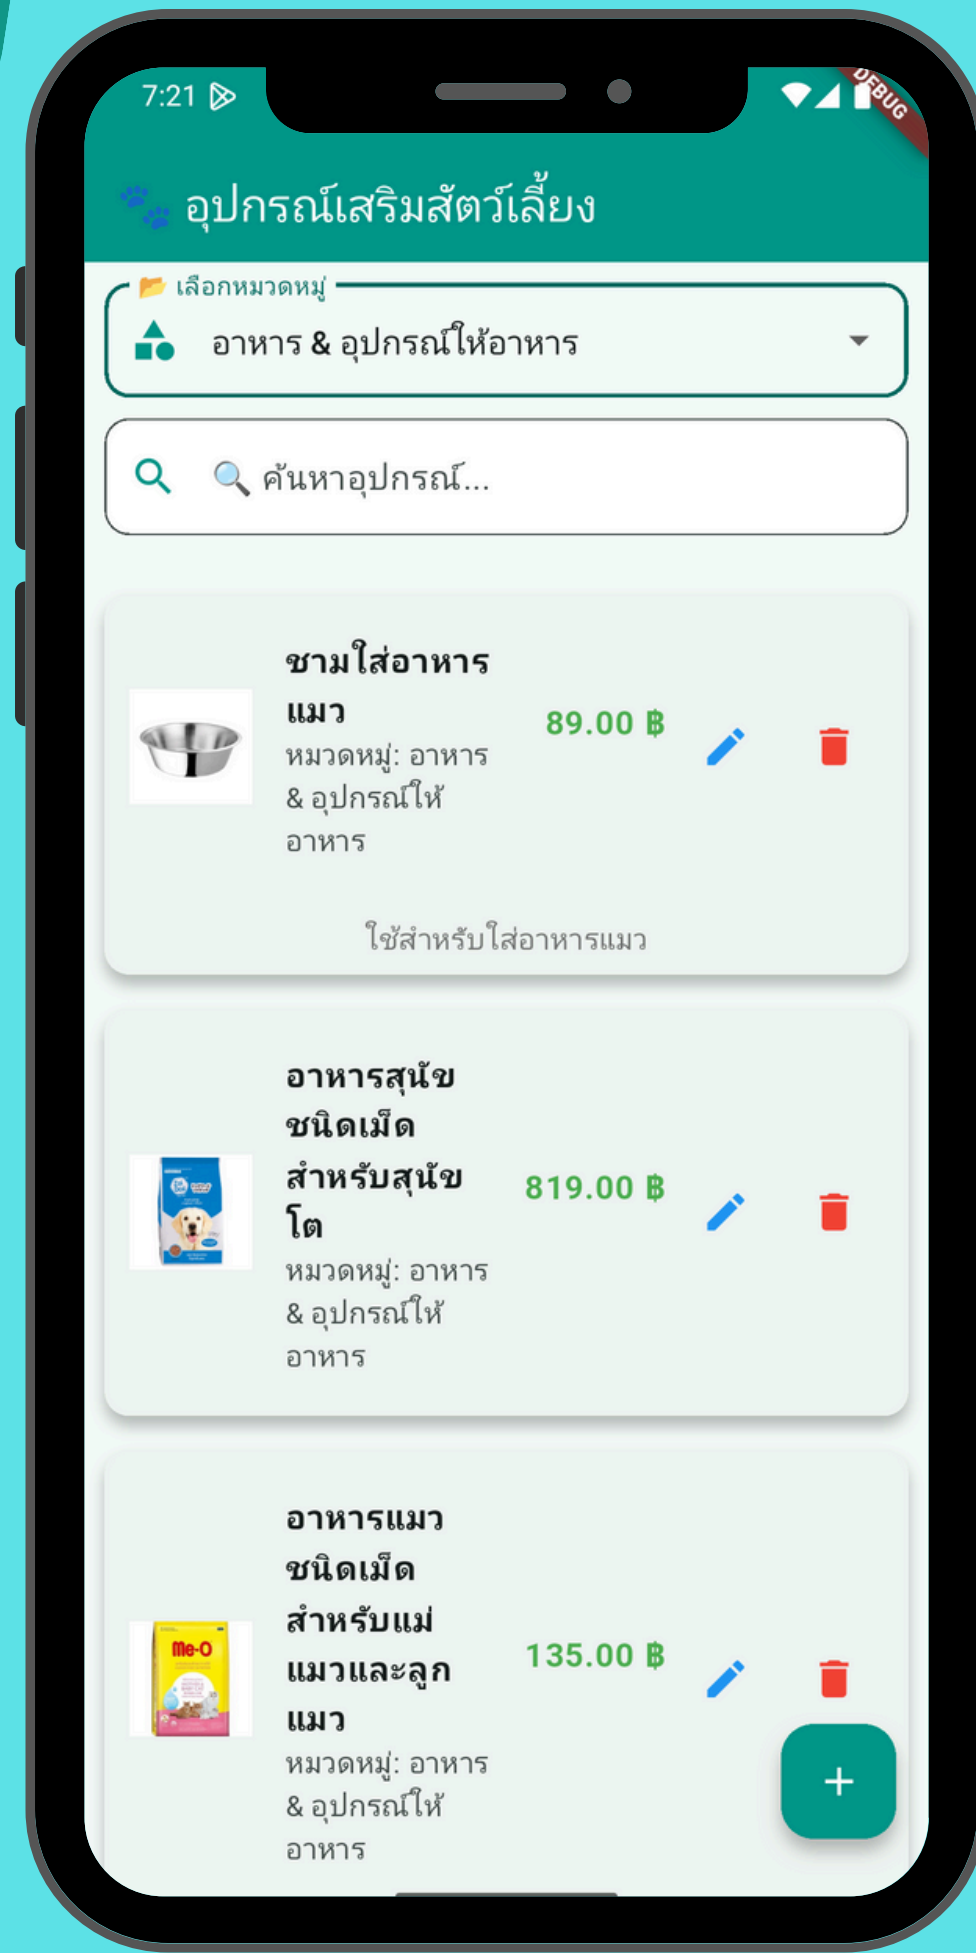 7:21
DEBUG
🐾 อุปกรณ์เสริมสัตว์เลี้ยง
📂 เลือกหมวดหมู่
อาหาร & อุปกรณ์ให้อาหาร
🔍 ค้นหาอุปกรณ์...
ชามใส่อาหาร
แมว
หมวดหมู่: อาหาร
& อุปกรณ์ให้
อาหาร
89.00 ฿
ใช้สำหรับใส่อาหารแมว
อาหารสุนัข
ชนิดเม็ด
สำหรับสุนัข
โต
หมวดหมู่: อาหาร
& อุปกรณ์ให้
อาหาร
819.00 ฿
อาหารแมว
ชนิดเม็ด
สำหรับแม่
แมวและลูก
แมว
หมวดหมู่: อาหาร
& อุปกรณ์ให้
อาหาร
135.00 ฿
Me-O
+